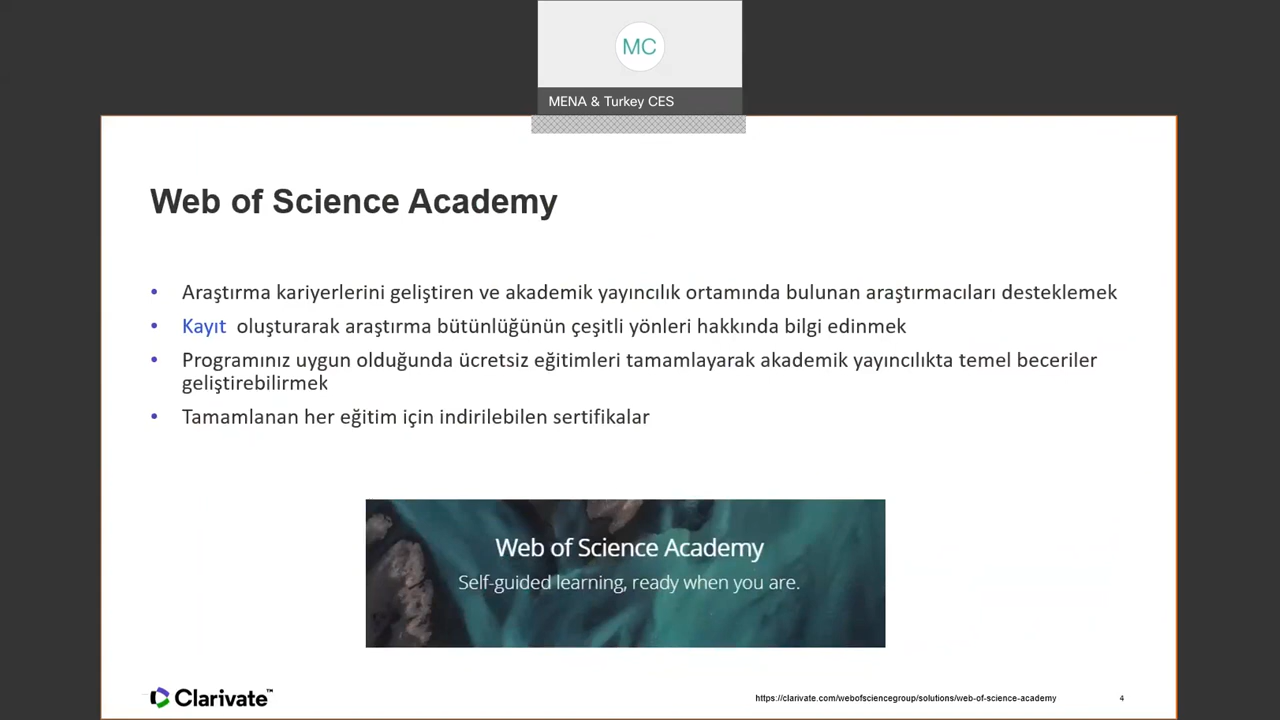 MC
MENA & Turkey CES
Web of Science Academy
• Araştırma kariyerlerini geliştiren ve akademik yayıncılık ortamında bulunan araştırmacıları desteklemek
• Kayıt oluşturarak araştırma bütünlüğünün çeşitli yönleri hakkında bilgi edinmek
• Programınız uygun olduğunda ücretsiz eğitimleri tamamlayarak akademik yayıncılıkta temel beceriler
geliştirebilirmek
• Tamamlanan her eğitim için indirilebilen sertifikalar
Web of Science Academy
Self-guided learning, ready when you are.
Clarivate™
https://clarivate.com/webofsciencegroup/solutions/web-of-science-academy
4